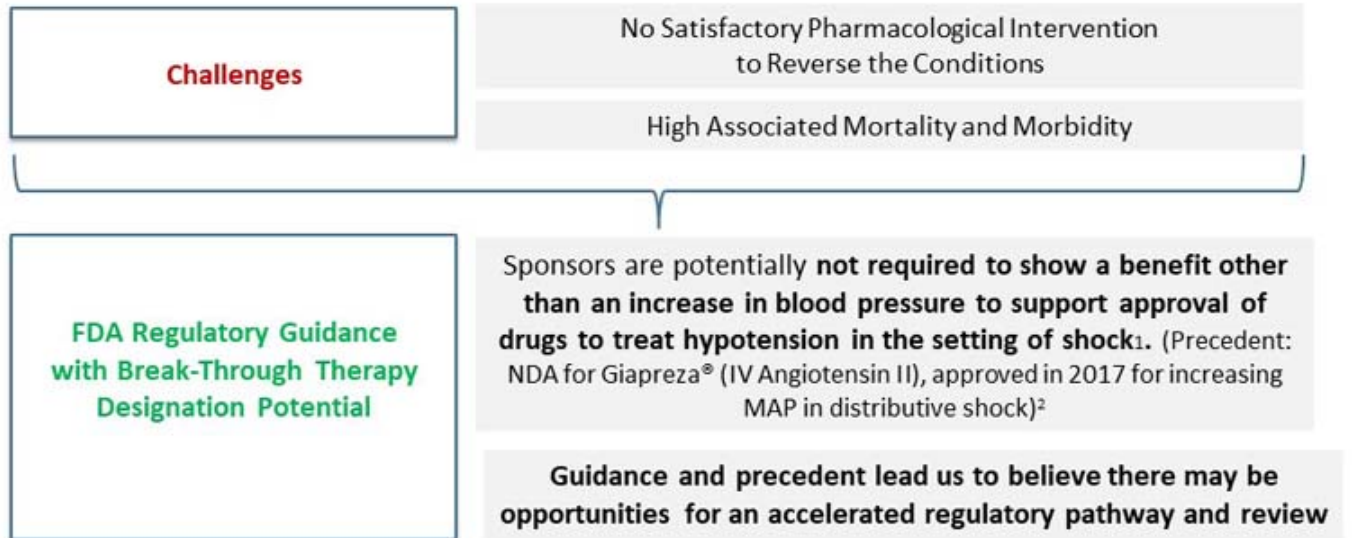 Challenges
No Satisfactory Pharmacological Intervention
to Reverse the Conditions
High Associated Mortality and Morbidity
FDA Regulatory Guidance
with Break-Through Therapy
Designation Potential
Sponsors are potentially not required to show a benefit other
than an increase in blood pressure to support approval of
drugs to treat hypotension in the setting of shock₁. (Precedent:
NDA for Giapreza® (IV Angiotensin II), approved in 2017 for increasing
MAP in distributive shock)²
Guidance and precedent lead us to believe there may be
opportunities for an accelerated regulatory pathway and review